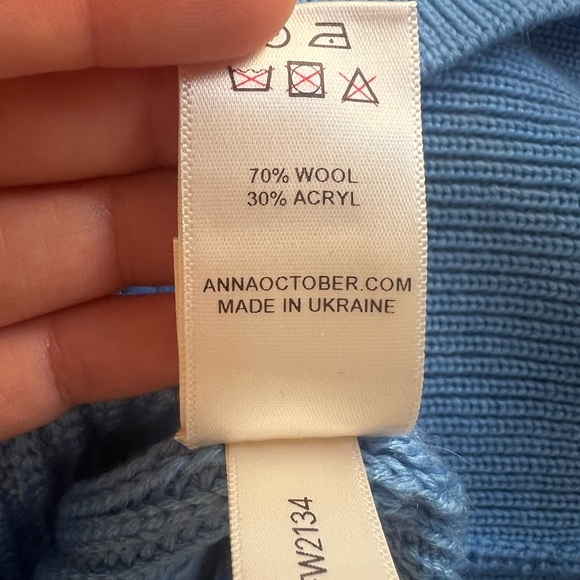 70% WOOL
30% ACRYL
ANNAOCTOBER.COM
MADE IN UKRAINE
W2134